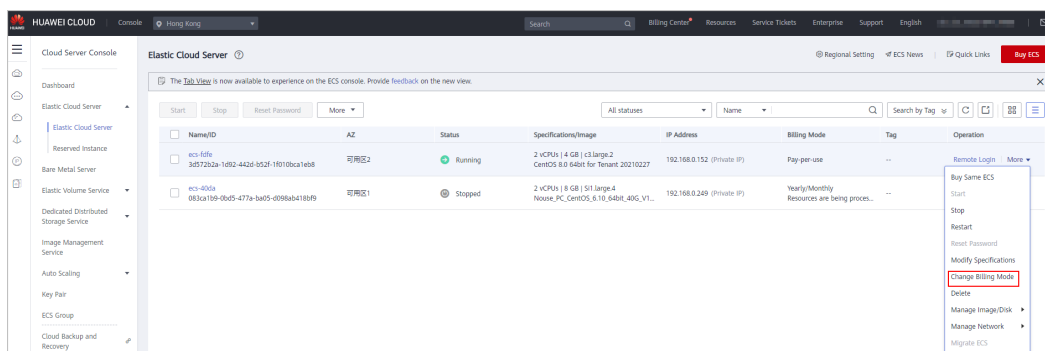 HUAWEI
HUAWEI CLOUD
Console
Hong Kong
Search
Billing Center
Resources
Service Tickets
Enterprise
Support
English
Cloud Server Console
Dashboard
Elastic Cloud Server
Elastic Cloud Server
Reserved Instance
Bare Metal Server
Elastic Volume Service
Dedicated Distributed
Storage Service
Image Management
Service
Auto Scaling
Key Pair
ECS Group
Cloud Backup and
Recovery
Elastic Cloud Server
Regional Setting
ECS News
Quick Links
Buy ECS
The Tab View is now available to experience on the ECS console. Provide feedback on the new view.
Start
Stop
Reset Password
More
All statuses
Name
Search by Tag
Name/ID
AZ
Status
Specifications/Image
IP Address
Billing Mode
Tag
Operation
ecs-fdfe
3d572b2a-1d92-442d-b52f-1f010bca1eb8
可用区2
Running
2 vCPUs | 4 GB | c3.large.2
CentOS 8.0 64bit for Tenant 20210227
192.168.0.152 (Private IP)
Pay-per-use
--
Remote Login
More
ecs-40da
083ca1b9-0bd5-477a-ba05-d098ab418bf9
可用区1
Stopped
2 vCPUs | 8 GB | SI1.large.4
Nouse_PC_CentOS_6.10_64bit_40G_V1...
192.168.0.249 (Private IP)
Yearly/Monthly
Resources are being proces...
--
Buy Same ECS
Start
Stop
Restart
Reset Password
Modify Specifications
Change Billing Mode
Delete
Manage Image/Disk
Manage Network
Migrate ECS